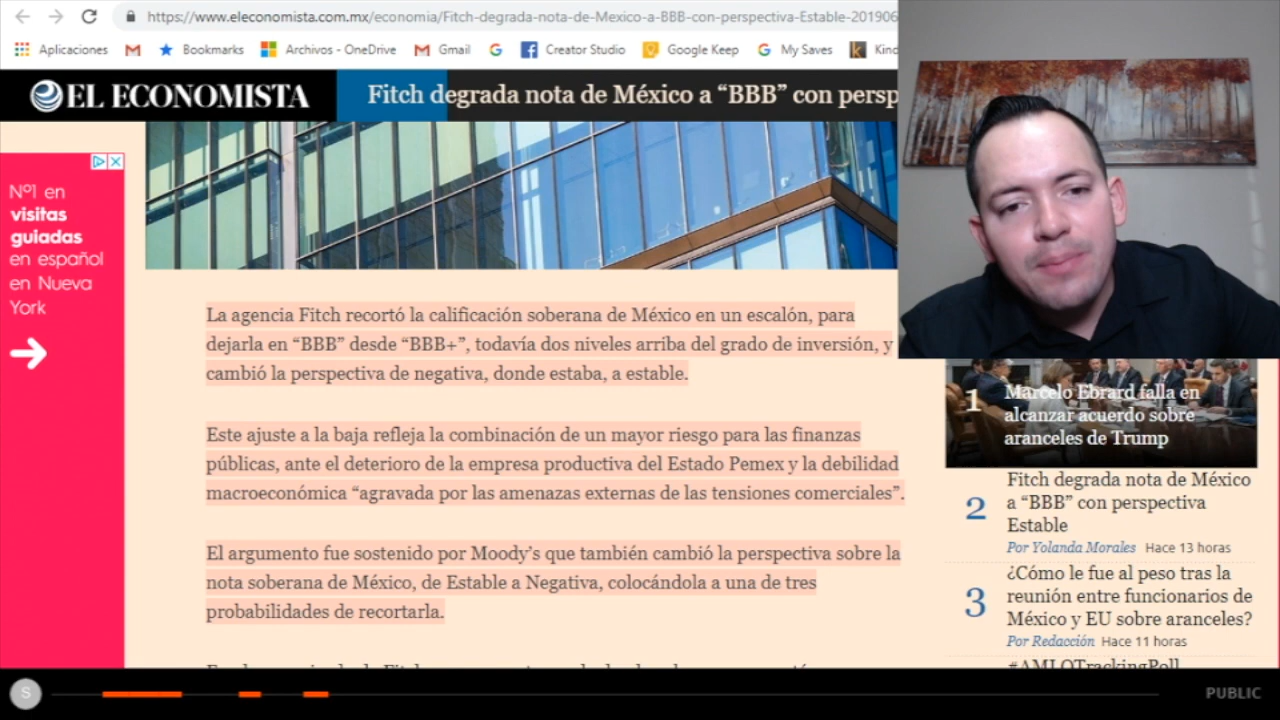 https://www.eleconomista.com.mx/economia/Fitch-degrada-nota-de-Mexico-a-BBB-con-perspectiva-Estable-201906
Aplicaciones Bookmarks Archivos - OneDrive Gmail G Creator Studio Google Keep My Saves Kind
EL ECONOMISTA
Fitch degrada nota de México a “BBB” con persp
Nº1 en
visitas
guiadas
en español
en Nueva
York
La agencia Fitch recortó la calificación soberana de México en un escalón, para
dejarla en “BBB” desde “BBB+”, todavía dos niveles arriba del grado de inversión, y
cambió la perspectiva de negativa, donde estaba, a estable.
Este ajuste a la baja refleja la combinación de un mayor riesgo para las finanzas
públicas, ante el deterioro de la empresa productiva del Estado Pemex y la debilidad
macroeconómica “agravada por las amenazas externas de las tensiones comerciales”.
El argumento fue sostenido por Moody’s que también cambió la perspectiva sobre la
nota soberana de México, de Estable a Negativa, colocándola a una de tres
probabilidades de recortarla.
1
Marcelo Ebrard falla en
alcanzar acuerdo sobre
aranceles de Trump
2
Fitch degrada nota de México
a “BBB” con perspectiva
Estable
Por Yolanda Morales Hace 13 horas
3
¿Cómo le fue al peso tras la
reunión entre funcionarios de
México y EU sobre aranceles?
Por Redacción Hace 11 horas
#AMLOTrackingPoll
S
PUBLIC